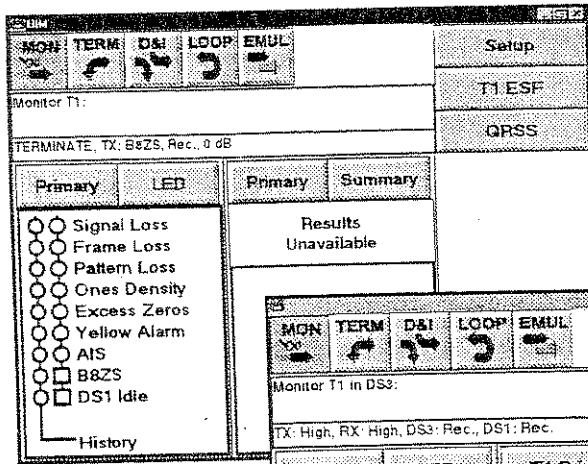 MON TERM D&I LOOP EMUL
Setup
T1 ESF
QRSS
Monitor T1:
TERMINATE, TX: B8ZS, Rec., 0 dB
Primary LED
Primary Summary
Signal Loss
Frame Loss
Pattern Loss
Ones Density
Excess Zeros
Yellow Alarm
AIS
B8ZS
DS1 Idle
History
Results
Unavailable
MON TERM D&I LOOP EMUL
Monitor T1 in DS3:
TX: High, RX: High, DS3: Rec., DS1: Rec.